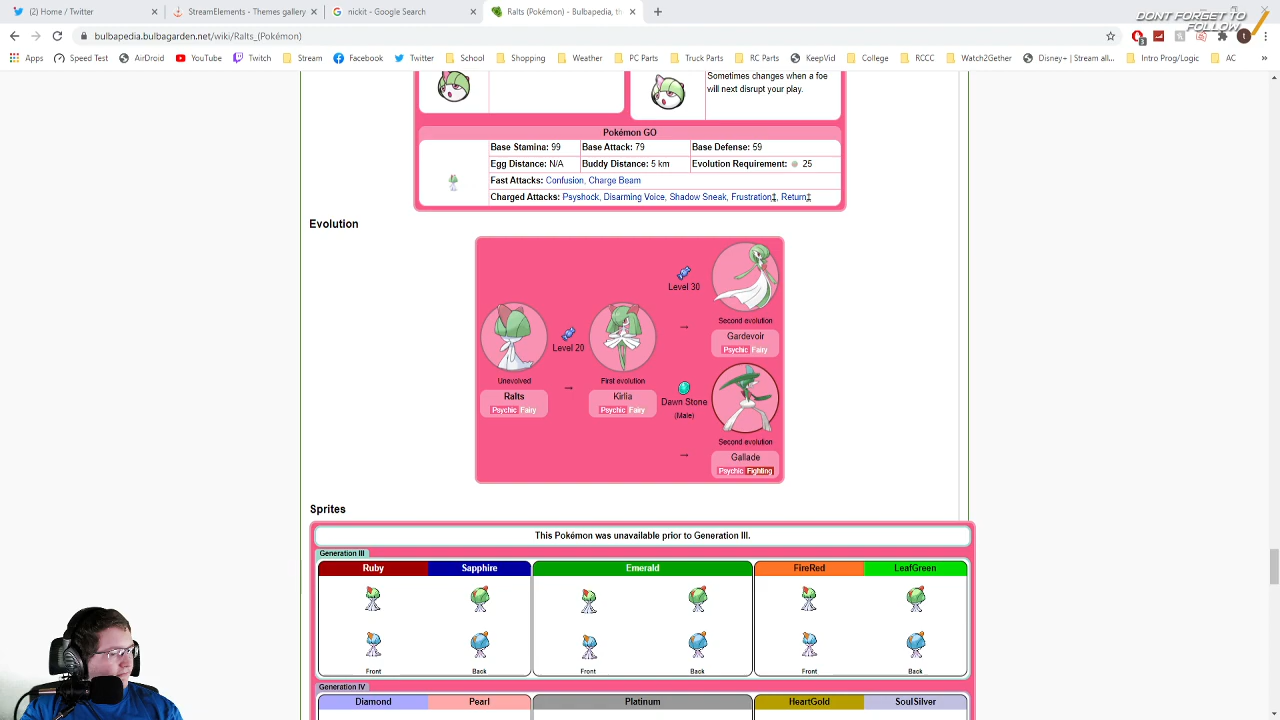 (2) Home / Twitter
StreamElements - Themes gallery
nickit - Google Search
Ralts (Pokémon) - Bulbapedia, th
DONT FORGET TO
FOLLOW
bulbapedia.bulbagarden.net/wiki/Ralts_(Pokémon)
Apps Speed Test AirDroid YouTube Twitch Stream Facebook Twitter School Shopping Weather PC Parts Truck Parts RC Parts KeepVid College RCCC Watch2Gether Disney+ / Stream all... Intro Prog/Logic AC »
Sometimes changes when a foe
will next disrupt your play.
Pokémon GO
Base Stamina: 99 Base Attack: 79 Base Defense: 59
Egg Distance: N/A Buddy Distance: 5 km Evolution Requirement: 25
Fast Attacks: Confusion, Charge Beam
Charged Attacks: Psyshock, Disarming Voice, Shadow Sneak, Frustration‡, Return‡
Evolution
Level 30
Second evolution
Gardevoir
Psychic Fairy
Level 20
Unevolved
Ralts
Psychic Fairy
→
First evolution
Kirlia
Psychic Fairy
→
Dawn Stone
(Male)
→
Second evolution
Gallade
Psychic Fighting
Sprites
This Pokémon was unavailable prior to Generation III.
Generation III
Ruby Sapphire Emerald FireRed LeafGreen
Front Back Front Back Front Back
Generation IV
Diamond Pearl Platinum HeartGold SoulSilver